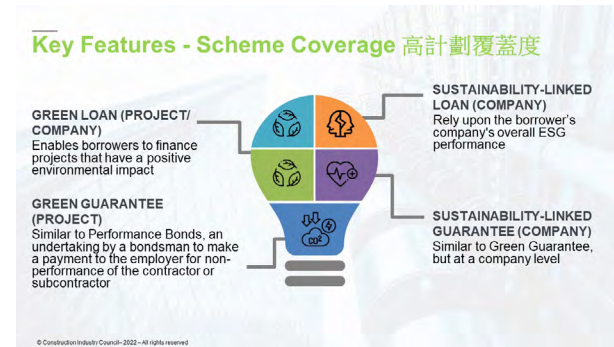 Key Features - Scheme Coverage 高計劃覆蓋度
GREEN LOAN (PROJECT/
COMPANY)
Enables borrowers to finance
projects that have a positive
environmental impact
GREEN GUARANTEE
(PROJECT)
Similar to Performance Bonds, an
undertaking by a bondsman to make
a payment to the employer for non-
performance of the contractor or
subcontractor
SUSTAINABILITY-LINKED
LOAN (COMPANY)
Rely upon the borrower's
company's overall ESG
performance
SUSTAINABILITY-LINKED
GUARANTEE (COMPANY)
Similar to Green Guarantee,
but at a company level
CO²
© Construction Industry Council– 2022 – All rights reserved